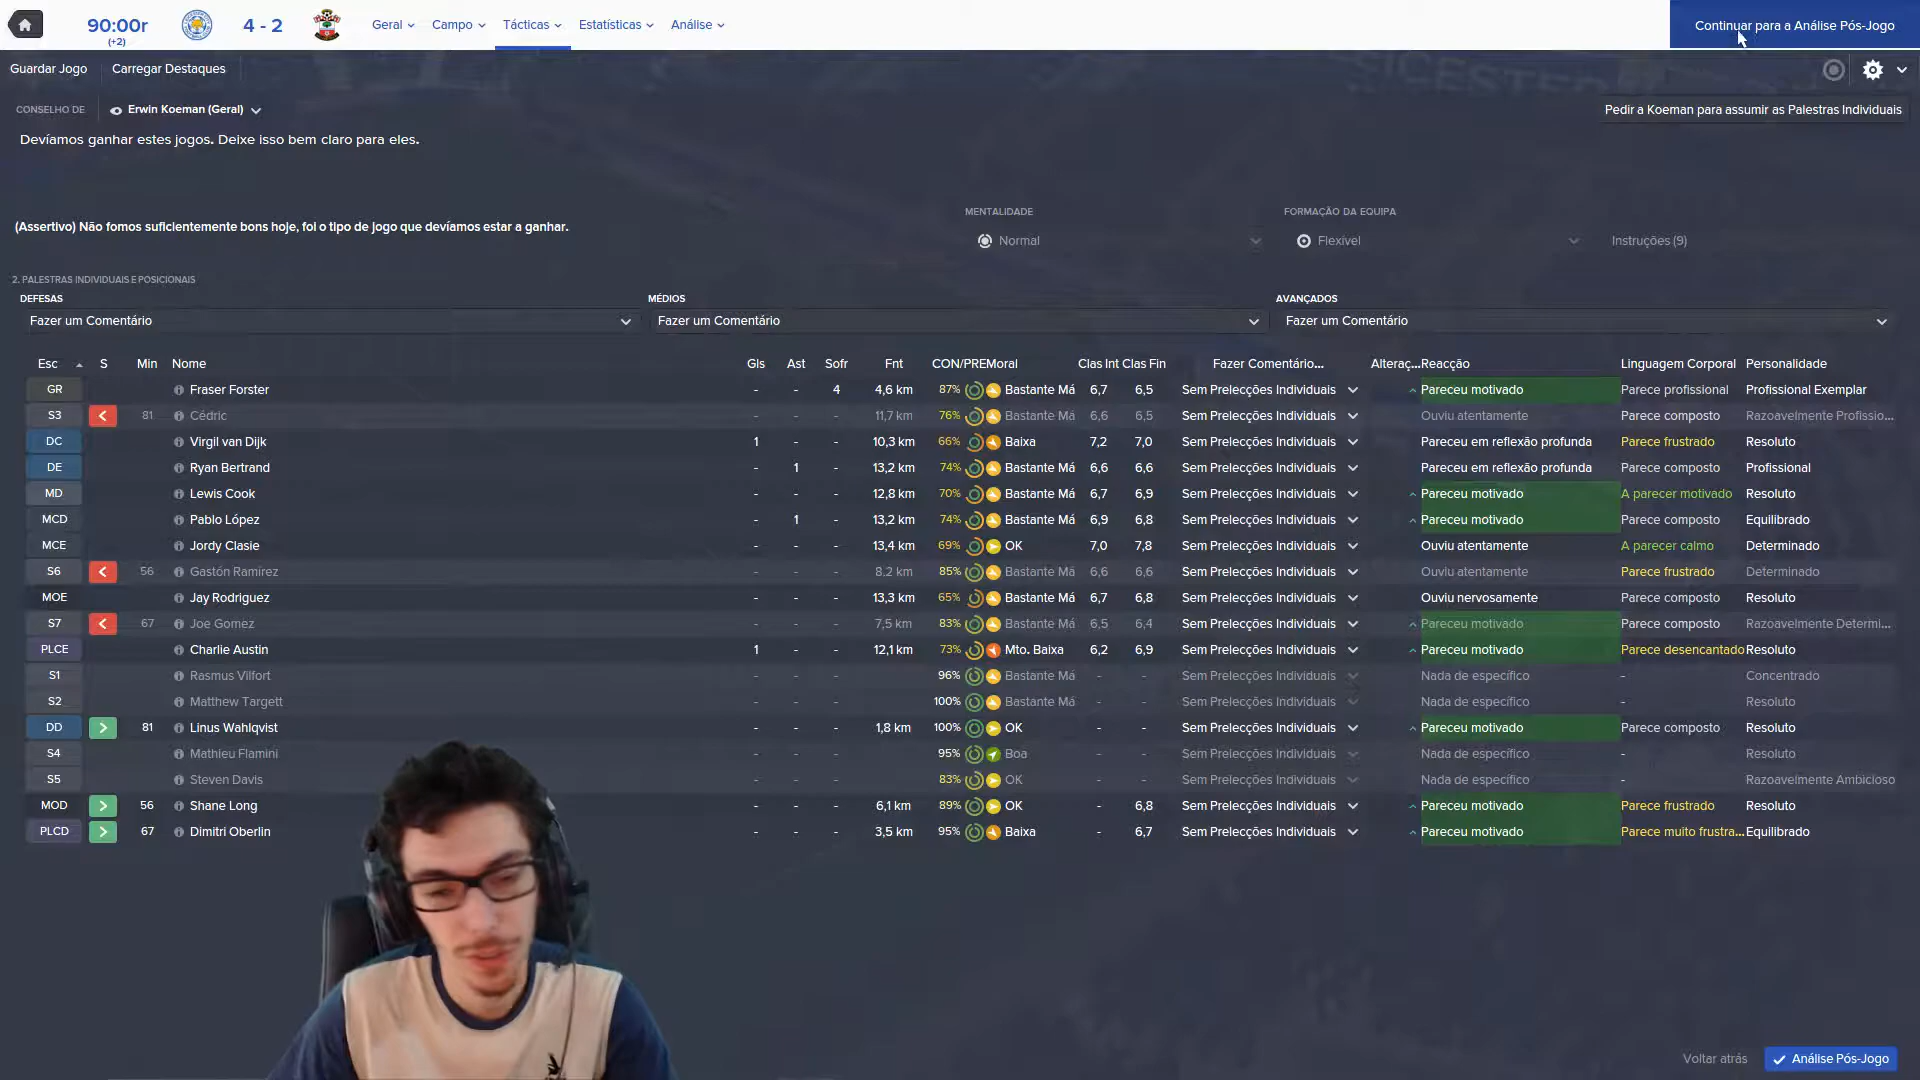 90:00r
(+2)
4 - 2
Geral
Campo
Tácticas
Estatísticas
Análise
Continuar para a Análise Pós-Jogo
Guardar Jogo
Carregar Destaques
CONSELHO DE
Erwin Koeman (Geral)
Pedir a Koeman para assumir as Palestras Individuais
Devíamos ganhar estes jogos. Deixe isso bem claro para eles.
MENTALIDADE
FORMAÇÃO DA EQUIPA
(Assertivo) Não fomos suficientemente bons hoje, foi o tipo de jogo que devíamos estar a ganhar.
Normal
Flexível
Instruções (9)
2. PALESTRAS INDIVIDUAIS E POSICIONAIS
DEFESAS
MÉDIOS
AVANÇADOS
Fazer um Comentário
Fazer um Comentário
Fazer um Comentário
Esc S Min Nome Gls Ast Sofr Fnt CON/PREMoral Clas Int Clas Fin Fazer Comentário... Alteraç... Reacção Linguagem Corporal Personalidade
GR Fraser Forster - - 4 4,6 km 87% Bastante Má 6,7 6,5 Sem Prelecções Individuais Pareceu motivado Parece profissional Profissional Exemplar
S3 81 Cédric - - - 11,7 km 76% Bastante Má 6,6 6,5 Sem Prelecções Individuais Ouviu atentamente Parece composto Razoavelmente Profissio...
DC Virgil van Dijk 1 - - 10,3 km 66% Baixa 7,2 7,0 Sem Prelecções Individuais Pareceu em reflexão profunda Parece frustrado Resoluto
DE Ryan Bertrand - 1 - 13,2 km 74% Bastante Má 6,6 6,6 Sem Prelecções Individuais Pareceu em reflexão profunda Parece composto Profissional
MD Lewis Cook - - - 12,8 km 70% Bastante Má 6,7 6,9 Sem Prelecções Individuais Pareceu motivado A parecer motivado Resoluto
MCD Pablo López - 1 - 13,2 km 74% Bastante Má 6,9 6,8 Sem Prelecções Individuais Pareceu motivado Parece composto Equilibrado
MCE Jordy Clasie - - - 13,4 km 69% OK 7,0 7,8 Sem Prelecções Individuais Ouviu atentamente A parecer calmo Determinado
S6 56 Gastón Ramírez - - - 8,2 km 85% Bastante Má 6,6 6,6 Sem Prelecções Individuais Ouviu atentamente Parece frustrado Determinado
MOE Jay Rodriguez - - - 13,3 km 65% Bastante Má 6,7 6,8 Sem Prelecções Individuais Ouviu nervosamente Parece composto Resoluto
S7 67 Joe Gomez - - - 7,5 km 83% Bastante Má 6,5 6,4 Sem Prelecções Individuais Pareceu motivado Parece composto Razoavelmente Determi...
PLCE Charlie Austin 1 - - 12,1 km 73% Mto. Baixa 6,2 6,9 Sem Prelecções Individuais Pareceu motivado Parece desencantado Resoluto
S1 Rasmus Vilfort - - - 96% Bastante Má - - Sem Prelecções Individuais Nada de específico - Concentrado
S2 Matthew Targett - - - 100% Bastante Má - - Sem Prelecções Individuais Nada de específico - Resoluto
DD 81 Linus Wahlqvist - - - 1,8 km 100% OK - - Sem Prelecções Individuais Pareceu motivado Parece composto Resoluto
S4 Mathieu Flamini - - - 95% Boa - - Sem Prelecções Individuais Nada de específico - Resoluto
S5 Steven Davis - - - 83% OK - - Sem Prelecções Individuais Nada de específico - Razoavelmente Ambicioso
MOD 56 Shane Long - - - 6,1 km 89% OK - 6,8 Sem Prelecções Individuais Pareceu motivado Parece frustrado Resoluto
PLCD 67 Dimitri Oberlin - - - 3,5 km 95% Baixa - 6,7 Sem Prelecções Individuais Pareceu motivado Parece muito frustra... Equilibrado
Voltar atrás
Análise Pós-Jogo